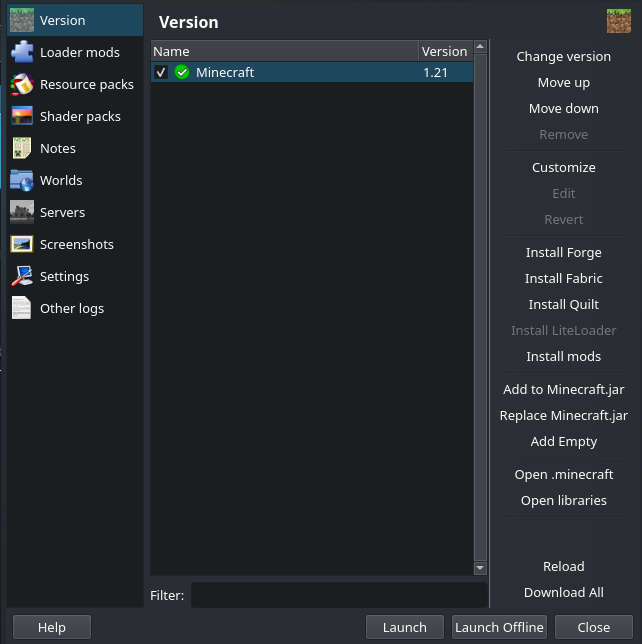 Version
Loader mods
Resource packs
Shader packs
Notes
Worlds
Servers
Screenshots
Settings
Other logs
Version
Name Version
Minecraft 1.21
Filter:
Change version
Move up
Move down
Remove
Customize
Edit
Revert
Install Forge
Install Fabric
Install Quilt
Install LiteLoader
Install mods
Add to Minecraft.jar
Replace Minecraft.jar
Add Empty
Open .minecraft
Open libraries
Reload
Download All
Help Launch Launch Offline Close